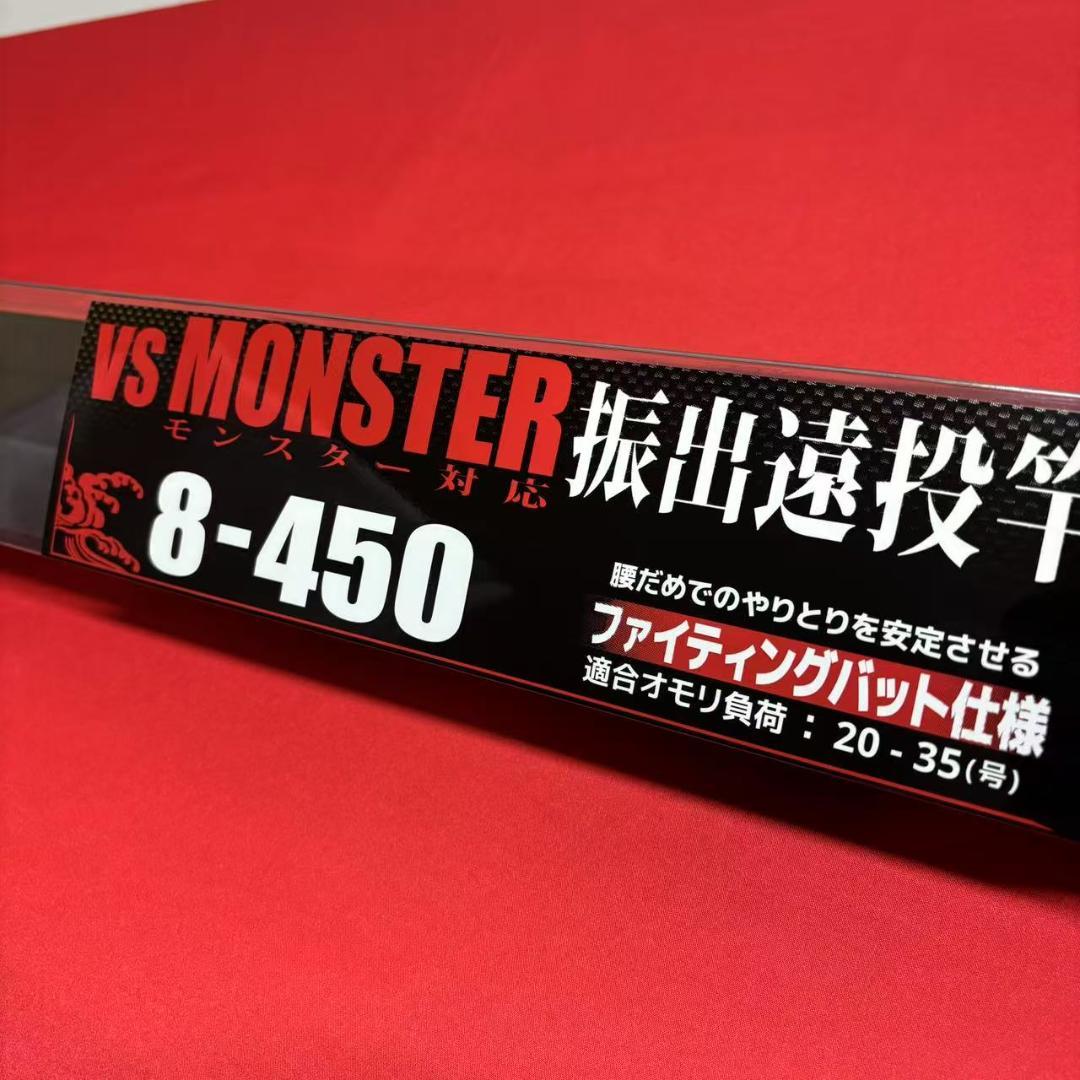 VS MONSTER
モンスター対応
8-450
振出遠投竿
腰だめでのやりとりを安定させる
ファイティングバット仕様
適合オモリ負荷：20-35(号)